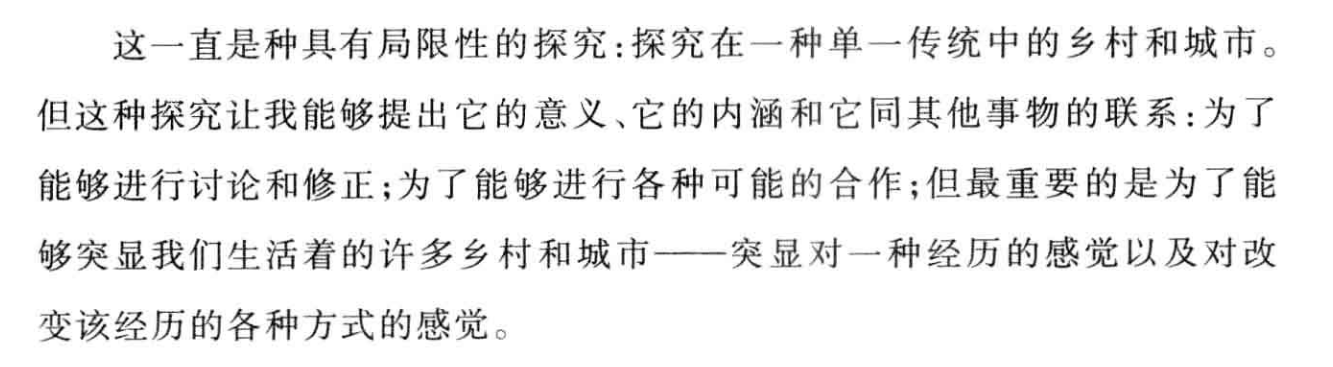 这一直是种具有局限性的探究:探究在一种单一传统中的乡村和城市。
但这种探究让我能够提出它的意义、它的内涵和它同其他事物的联系:为了
能够进行讨论和修正;为了能够进行各种可能的合作;但最重要的是为了能
够突显我们生活着的许多乡村和城市——突显对一种经历的感觉以及对改
变该经历的各种方式的感觉。